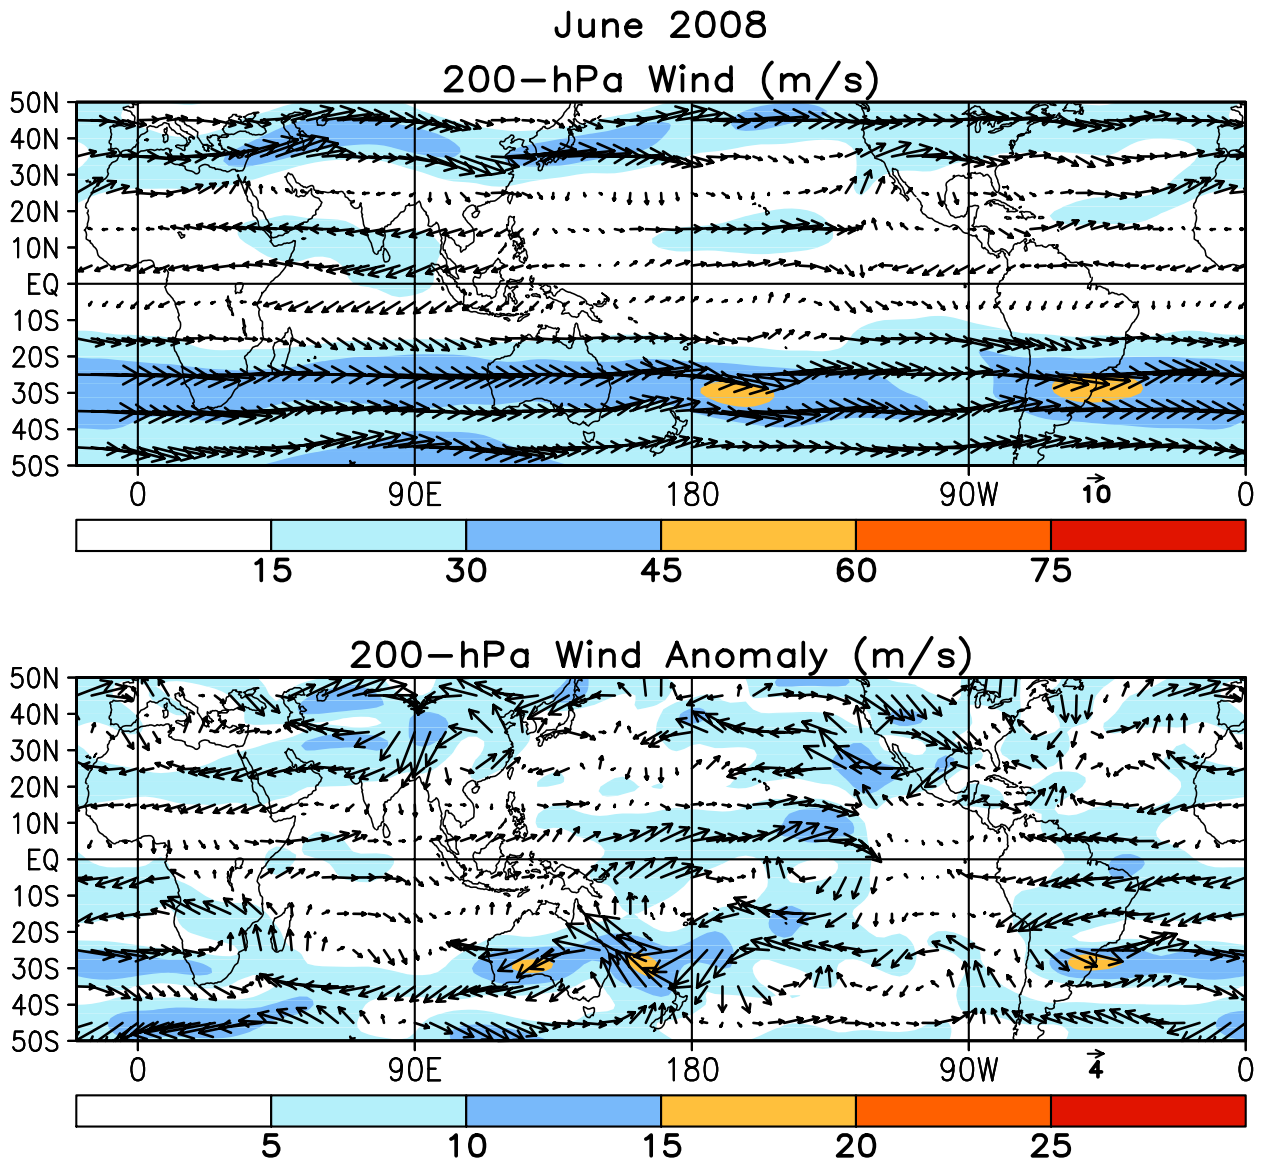 June 2008
200-hPa Wind (m/s)
50N
40N
30N
20N
10N
EQ
10S
20S
30S
40S
50S
0 90E 180 90W 10 0
15 30 45 60 75
200-hPa Wind Anomaly (m/s)
50N
40N
30N
20N
10N
EQ
10S
20S
30S
40S
50S
0 90E 180 90W 4 0
5 10 15 20 25